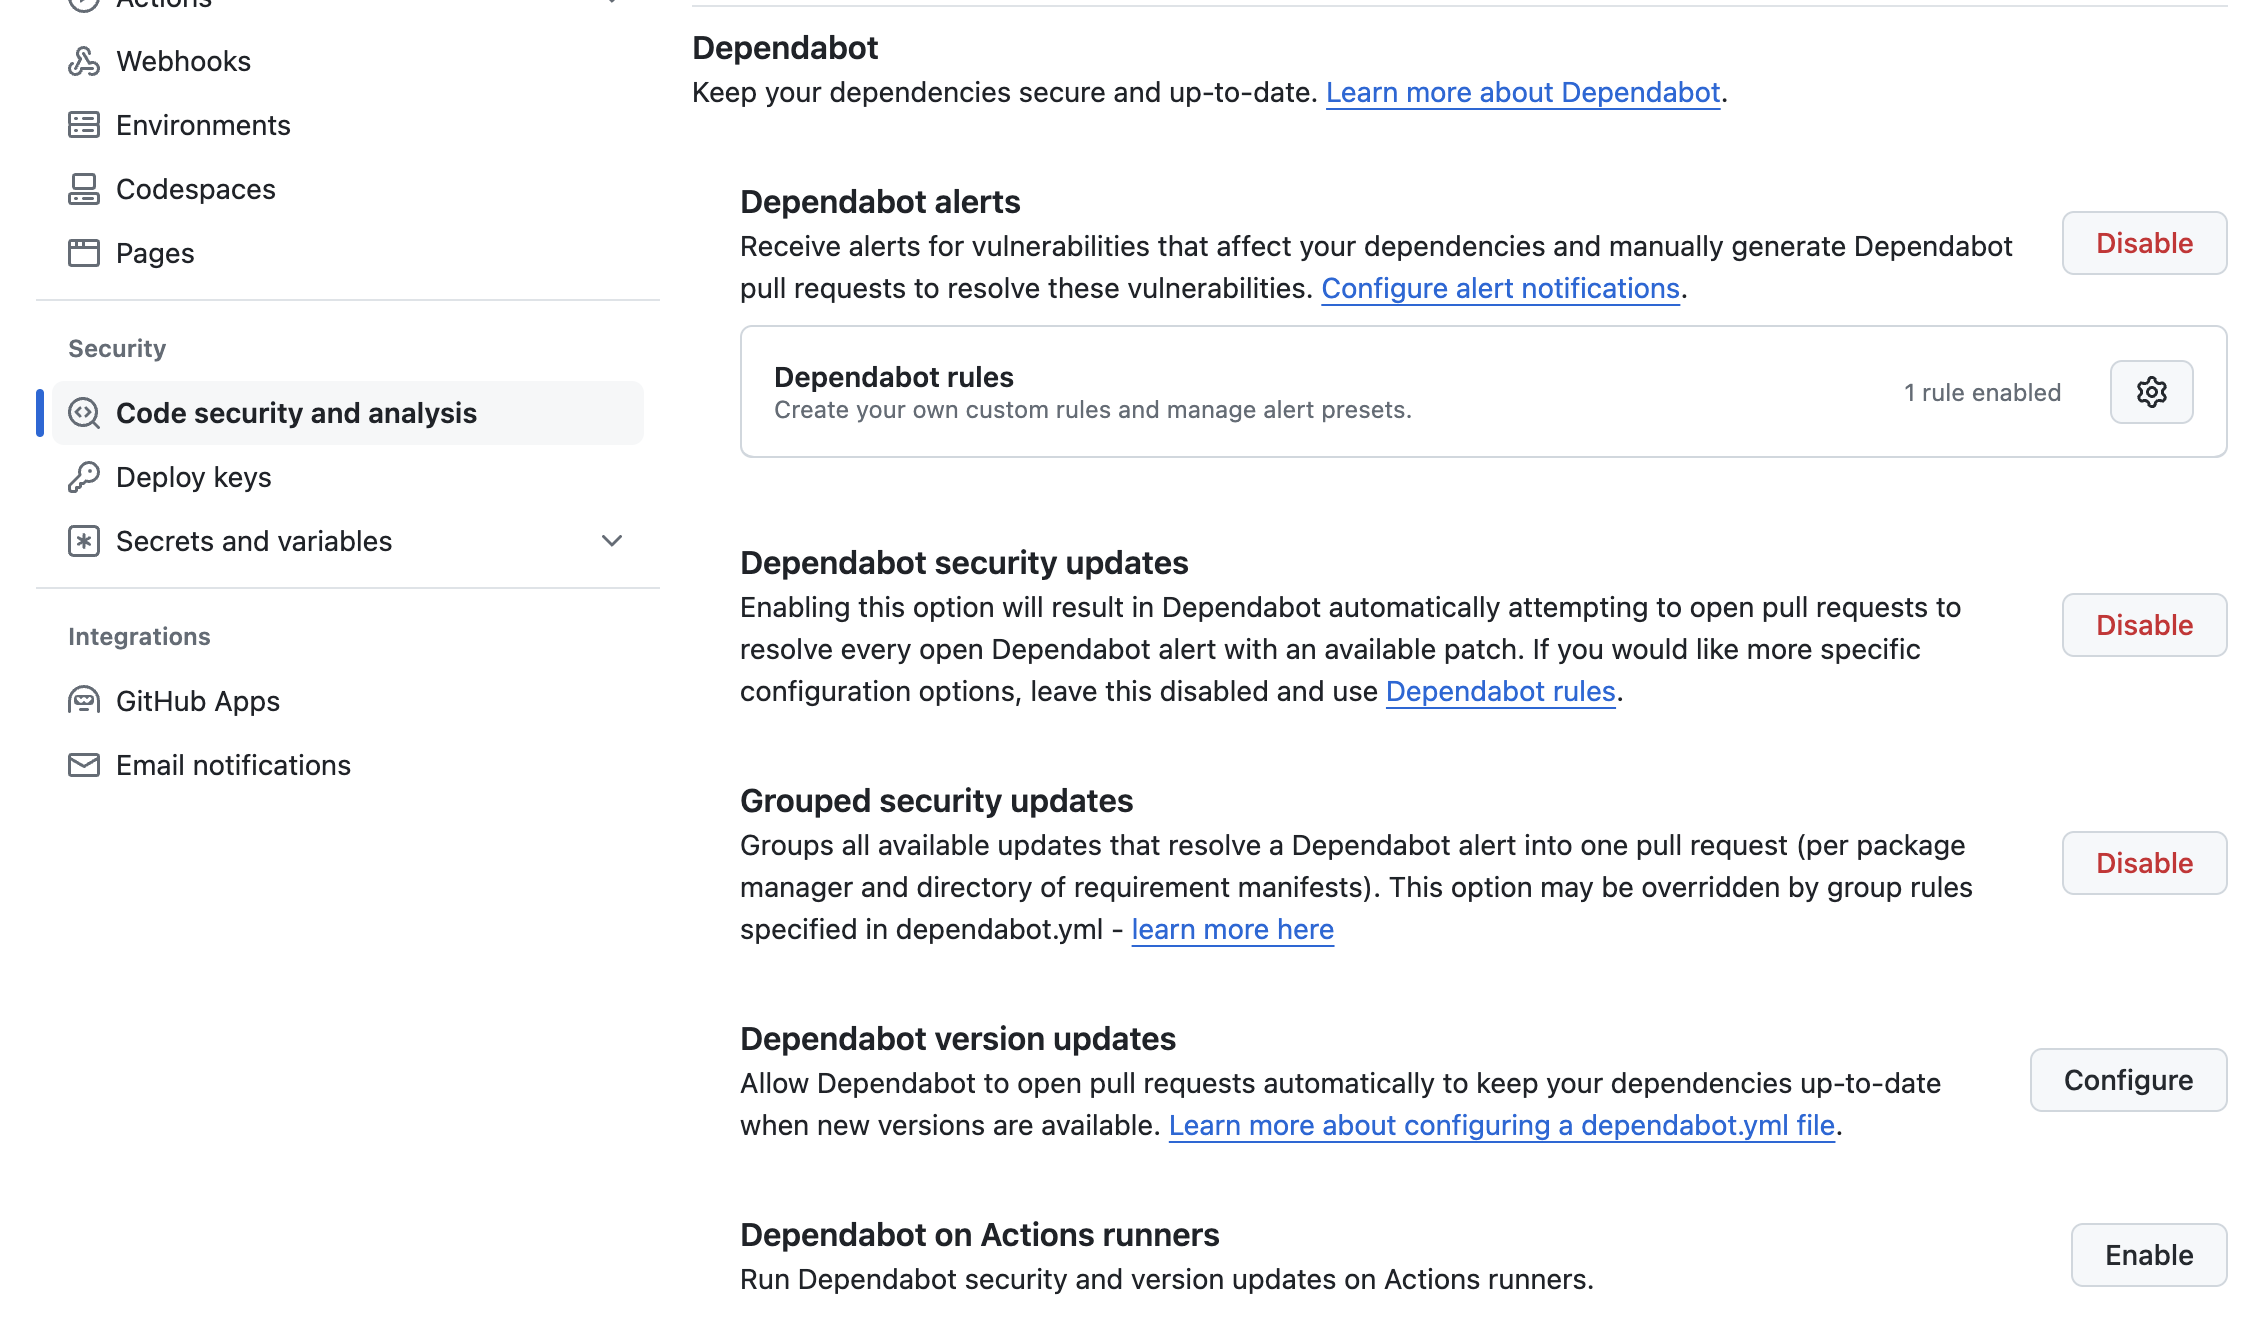 Actions
Webhooks
Environments
Codespaces
Pages
Security
Code security and analysis
Deploy keys
Secrets and variables
Integrations
GitHub Apps
Email notifications
Dependabot
Keep your dependencies secure and up-to-date. Learn more about Dependabot.
Dependabot alerts
Receive alerts for vulnerabilities that affect your dependencies and manually generate Dependabot
pull requests to resolve these vulnerabilities. Configure alert notifications.
Disable
Dependabot rules
Create your own custom rules and manage alert presets.
1 rule enabled
Dependabot security updates
Enabling this option will result in Dependabot automatically attempting to open pull requests to
resolve every open Dependabot alert with an available patch. If you would like more specific
configuration options, leave this disabled and use Dependabot rules.
Disable
Grouped security updates
Groups all available updates that resolve a Dependabot alert into one pull request (per package
manager and directory of requirement manifests). This option may be overridden by group rules
specified in dependabot.yml - learn more here
Disable
Dependabot version updates
Allow Dependabot to open pull requests automatically to keep your dependencies up-to-date
when new versions are available. Learn more about configuring a dependabot.yml file.
Configure
Dependabot on Actions runners
Run Dependabot security and version updates on Actions runners.
Enable